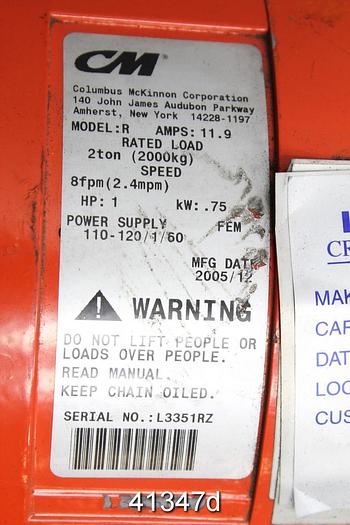 CM
Columbus McKinnon Corporation
140 John James Audubon Parkway
Amherst, New York 14228-1197
MODEL:R AMPS:11.9
RATED LOAD
2ton (2000kg)
SPEED
8fpm(2.4mpm)
HP: 1 kW: .75
POWER SUPPLY FEM
110-120/1/60
MFG DATE
2005/12
WARNING
DO NOT LIFT PEOPLE OR
LOADS OVER PEOPLE.
READ MANUAL.
KEEP CHAIN OILED.
SERIAL NO.:L3351RZ
CR
MAK
CAP
DAT
LOC
CUS
41347d